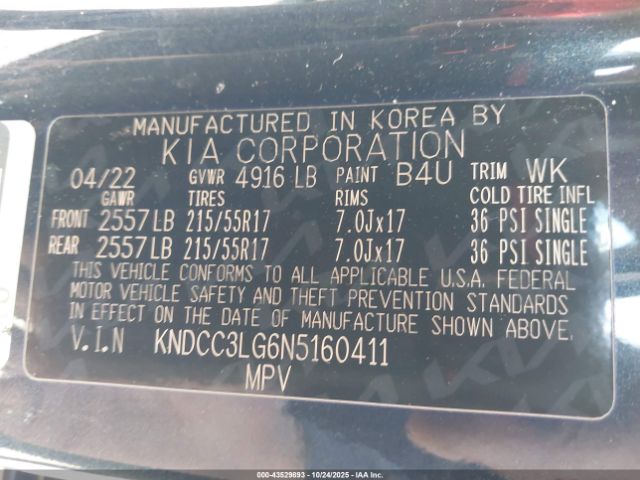 MANUFACTURED IN KOREA BY
KIA CORPORATION
04/22 GVWR 4916 LB PAINT B4U TRIM WK
GAWR TIRES RIMS COLD TIRE INFL
FRONT 2557 LB 215/55R17 7.0Jx17 36 PSI SINGLE
REAR 2557 LB 215/55R17 7.0Jx17 36 PSI SINGLE
THIS VEHICLE CONFORMS TO ALL APPLICABLE U.S.A. FEDERAL
MOTOR VEHICLE SAFETY AND THEFT PREVENTION STANDARDS
IN EFFECT ON THE DATE OF MANUFACTURE SHOWN ABOVE.
V.I.N KNDCC3LG6N5160411
MPV
000-43529893 - 10/24/2025 - IAAI.COM